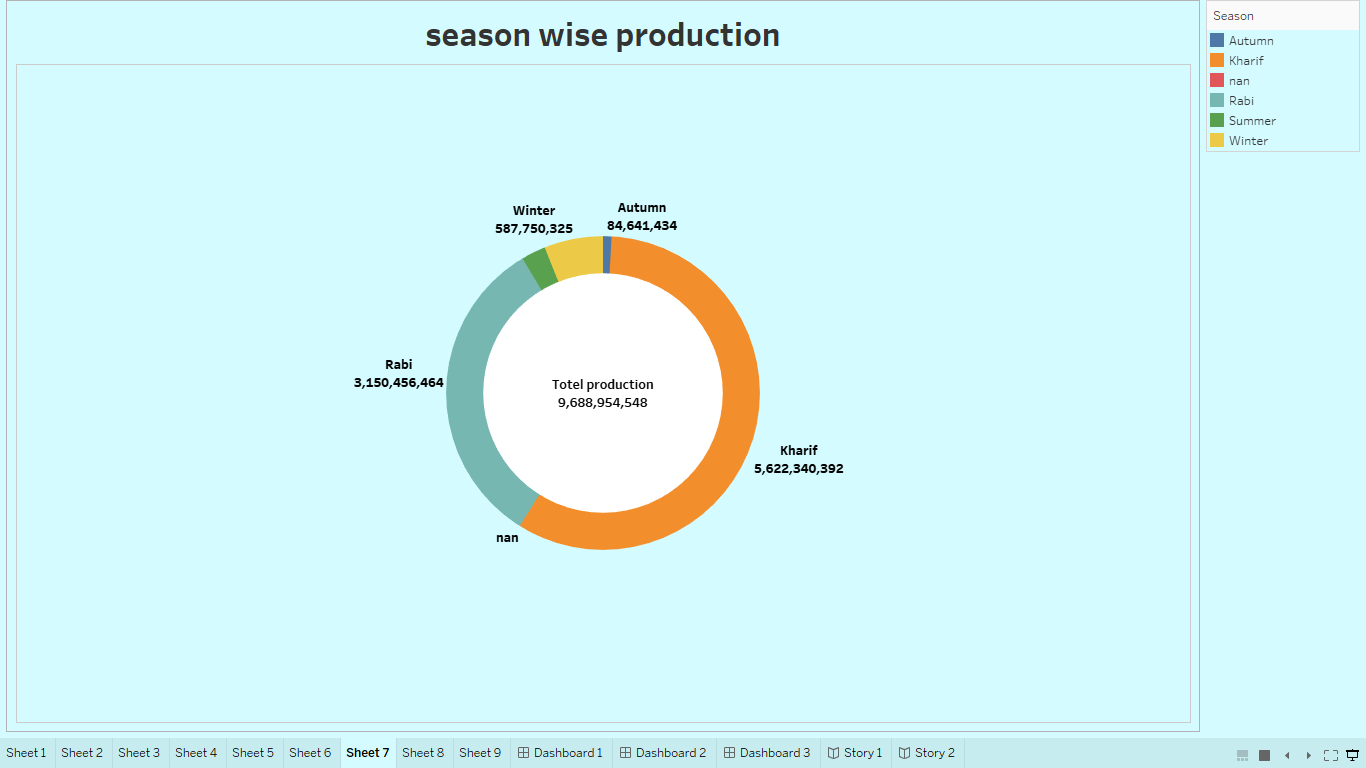 season wise production
Season
Autumn
Kharif
nan
Rabi
Summer
Winter
Winter
587,750,325
Autumn
84,641,434
Rabi
3,150,456,464
Totel production
9,688,954,548
Kharif
5,622,340,392
nan
Sheet 1
Sheet 2
Sheet 3
Sheet 4
Sheet 5
Sheet 6
Sheet 7
Sheet 8
Sheet 9
Dashboard 1
Dashboard 2
Dashboard 3
Story 1
Story 2